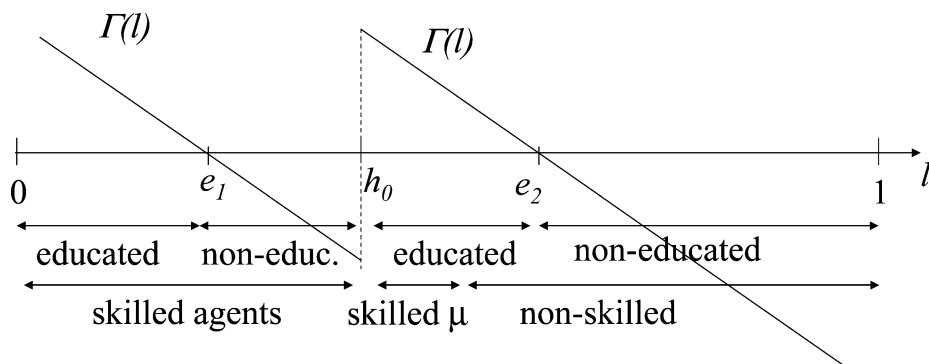 Γ(l) Γ(l)
0 e1 h0 e2 1 l
educated non-educ. educated non-educated
skilled agents skilled μ non-skilled